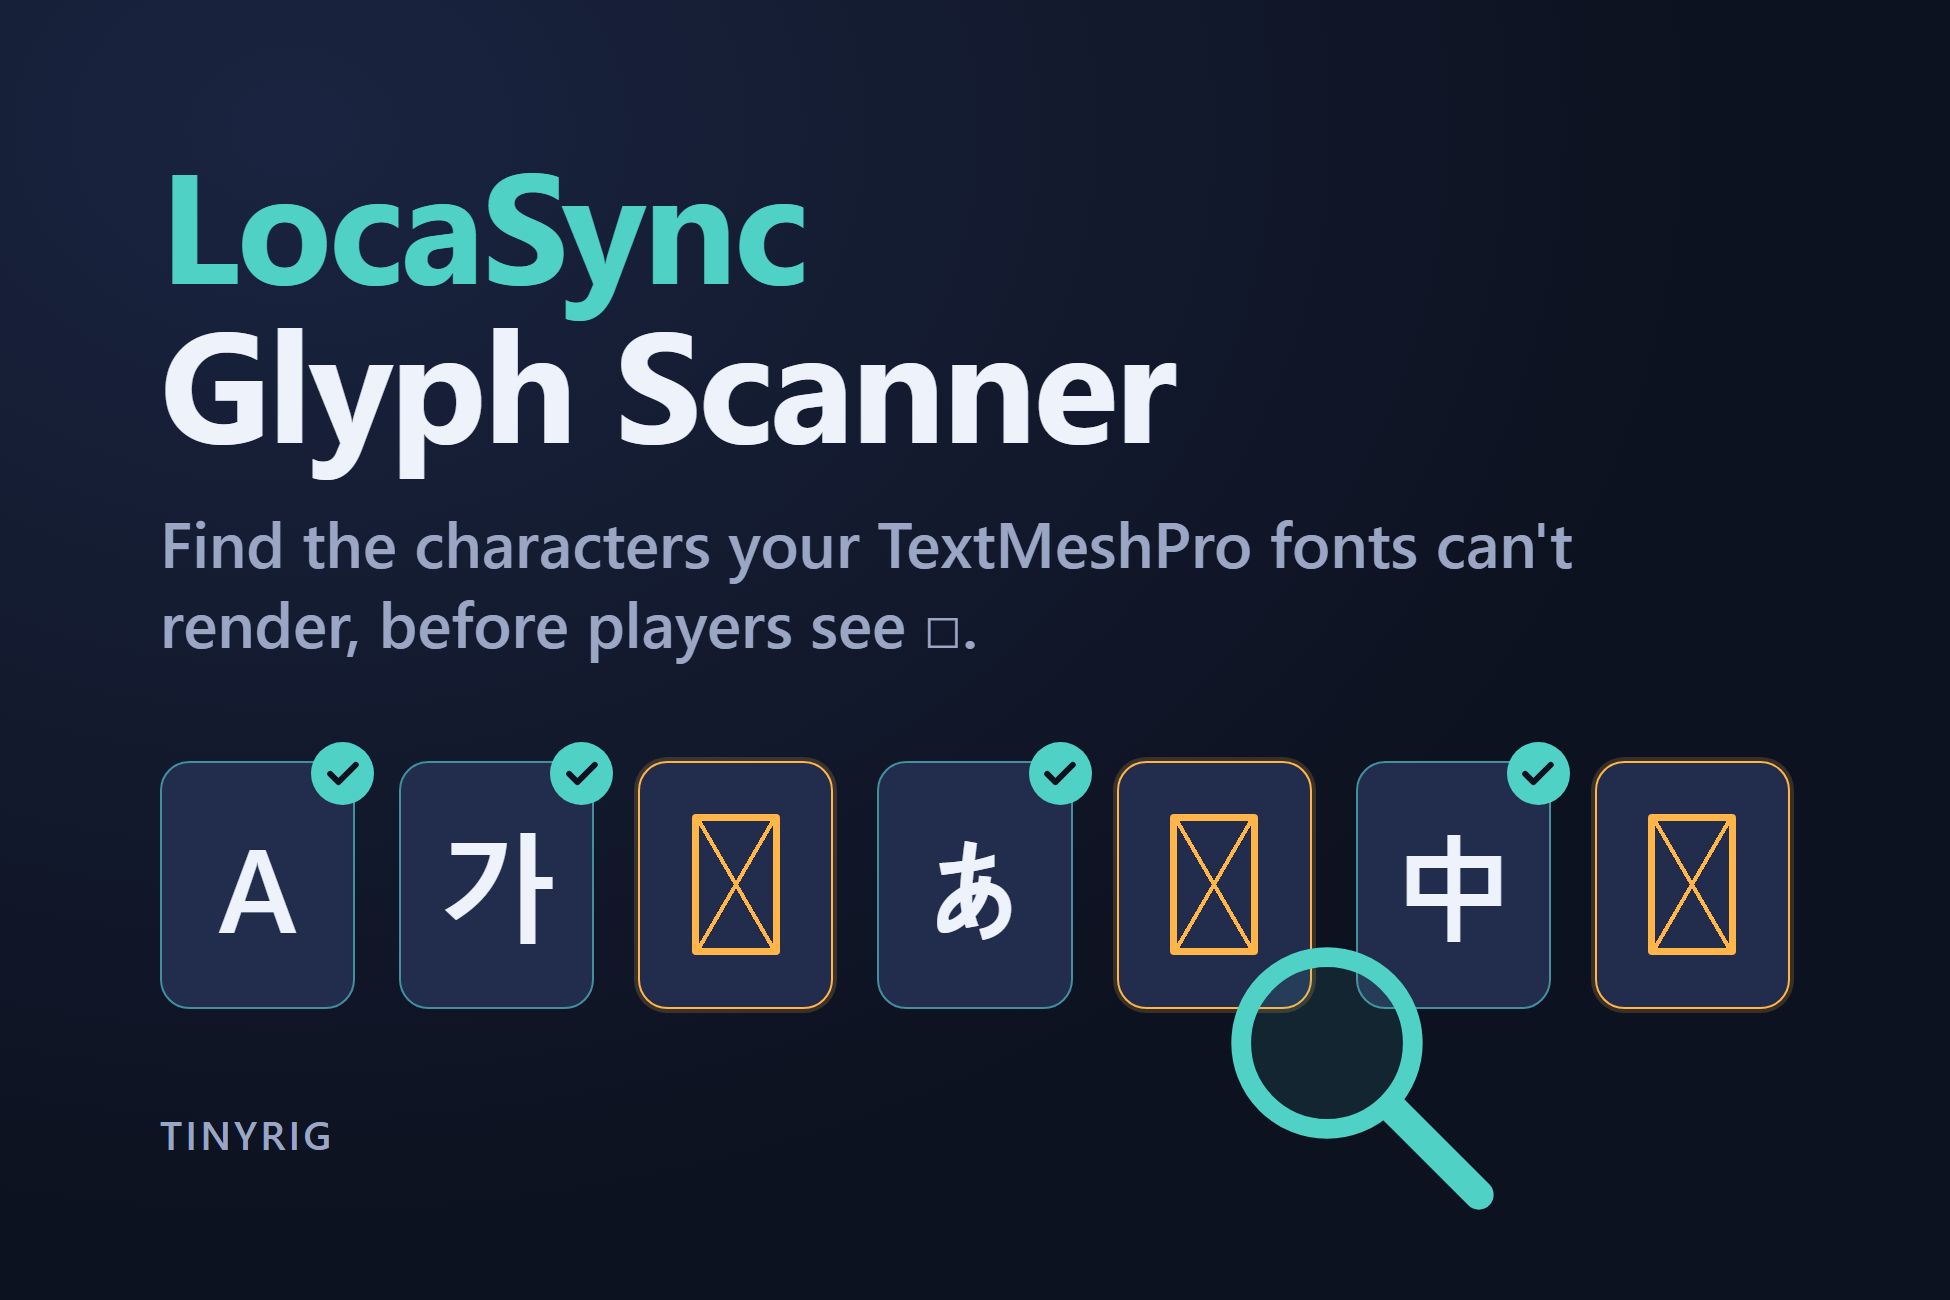 LocaSync
Glyph Scanner
Find the characters your TextMeshPro fonts can't
render, before players see □.
A 가 あ 中
TINYRIG